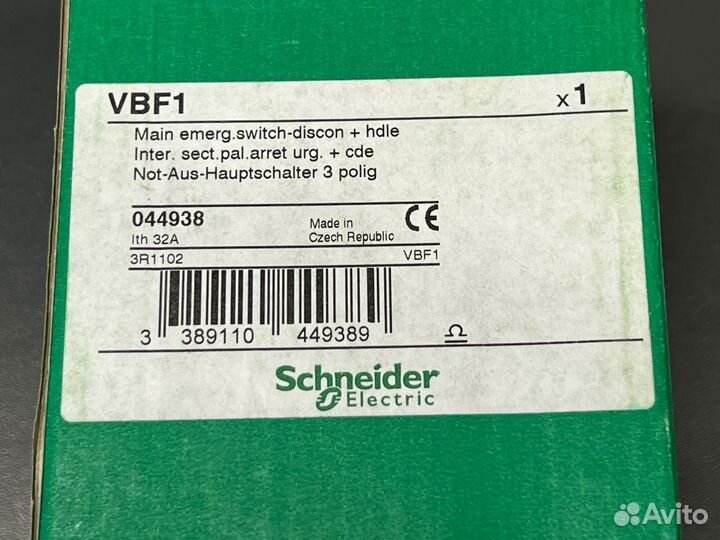 VBF1 x1
Main emerg.switch-discon + hdle
Inter. sect.pal.arret urg. + cde
Not-Aus-Hauptschalter 3 polig
044938 Made in CE
Ith 32A Czech Republic
3R1102 VBF1
3 389110 449389
Schneider
Electric
Avito